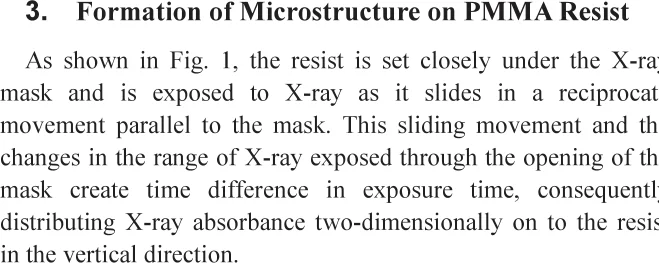 3. Formation of Microstructure on PMMA Resist
As shown in Fig. 1, the resist is set closely under the X-ray
mask and is exposed to X-ray as it slides in a reciprocat
movement parallel to the mask. This sliding movement and th
changes in the range of X-ray exposed through the opening of th
mask create time difference in exposure time, consequently
distributing X-ray absorbance two-dimensionally on to the resis
in the vertical direction.